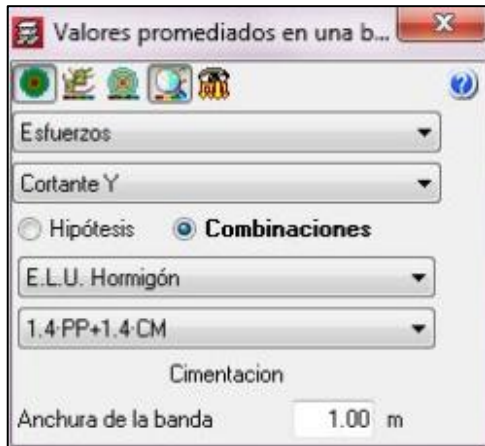 Valores promediados en una b...
Esfuerzos
Cortante Y
Hipótesis Combinaciones
E.L.U. Hormigón
1.4·PP+1.4·CM
Cimentacion
Anchura de la banda 1.00 m